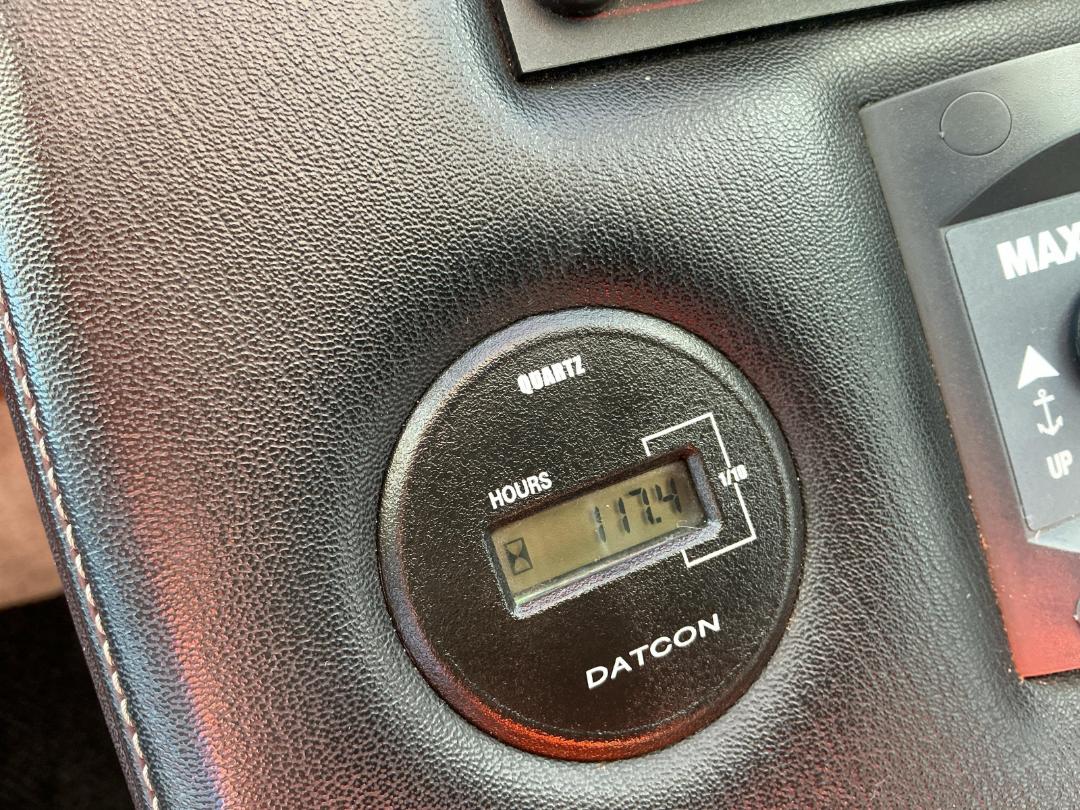 QUARTZ
HOURS
1/10
117.4
DATCON
MAX
UP